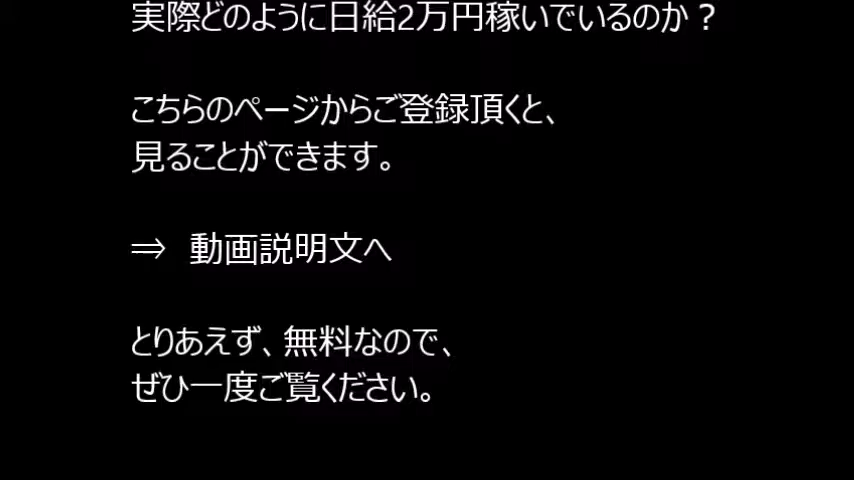 実際どのように日給2万円稼いでいるのか？
こちらのページからご登録頂くと、
見ることができます。
⇒　動画説明文へ
とりあえず、無料なので、
ぜひ一度ご覧ください。